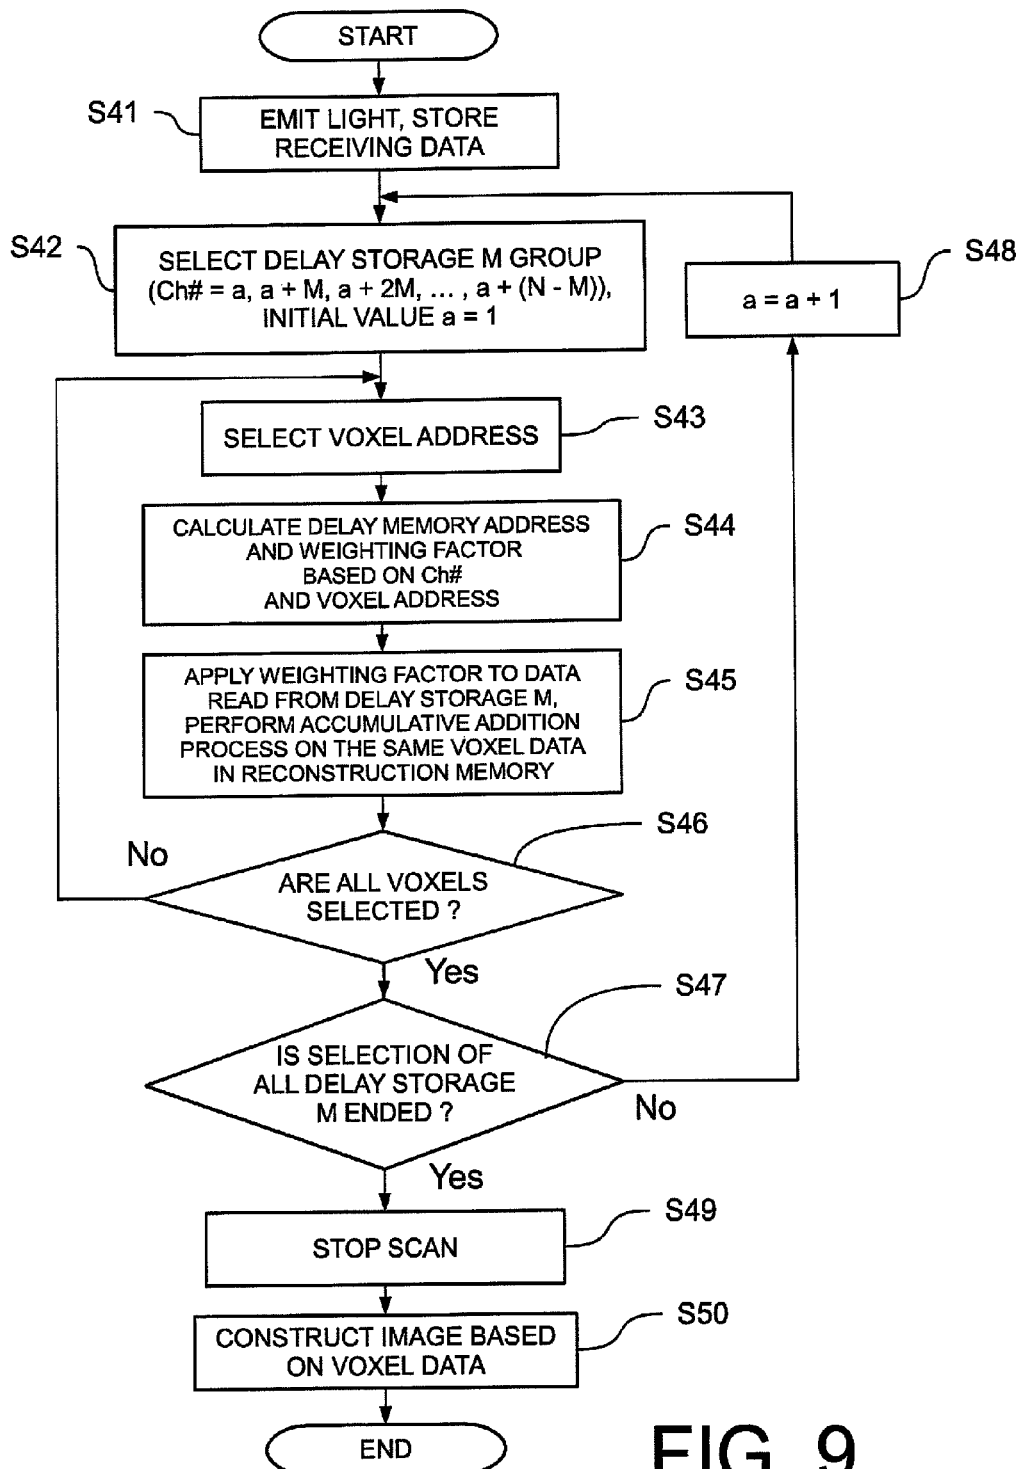 START
S41
EMIT LIGHT, STORE
RECEIVING DATA
S42
SELECT DELAY STORAGE M GROUP
(Ch# = a, a + M, a + 2M, ... , a + (N - M)),
INITIAL VALUE a = 1
S48
a = a + 1
S43
SELECT VOXEL ADDRESS
S44
CALCULATE DELAY MEMORY ADDRESS
AND WEIGHTING FACTOR
BASED ON Ch#
AND VOXEL ADDRESS
S45
APPLY WEIGHTING FACTOR TO DATA
READ FROM DELAY STORAGE M,
PERFORM ACCUMULATIVE ADDITION
PROCESS ON THE SAME VOXEL DATA
IN RECONSTRUCTION MEMORY
S46
No
ARE ALL VOXELS
SELECTED ?
Yes
S47
IS SELECTION OF
ALL DELAY STORAGE
M ENDED ?
No
Yes
S49
STOP SCAN
S50
CONSTRUCT IMAGE BASED
ON VOXEL DATA
END
FIG. 9